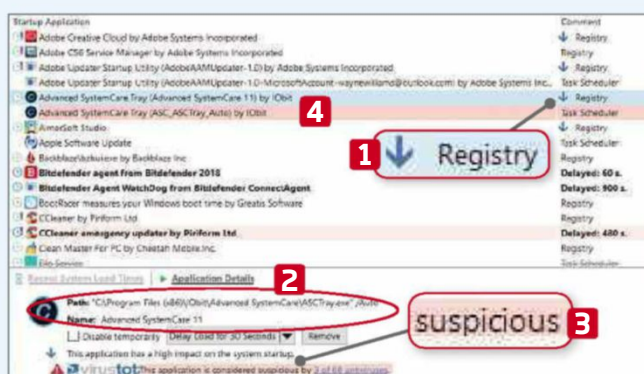 Startup Application Comment
Adobe Creative Cloud by Adobe Systems Incorporated Registry
Adobe CS6 Service Manager by Adobe Systems Incorporated Registry
Adobe Updater Startup Utility (AdobeAAMUpdater-1.0) by Adobe Systems Incorporated Registry
Adobe Updater Startup Utility (AdobeAAMUpdater-1.0-MicrosoftAccount-waynewilliand@outlook.com) by Adobe Systems Inc... Task Scheduler
Advanced SystemCare Tray (Advanced SystemCare 11) by IObit Registry
Advanced SystemCare Tray (ASC_ASCTray_Auto) by IObit Task Scheduler
4
Studio Registry
Apple Software Update Task Scheduler
1 Registry
by Backblaze Inc Registry
Bitdefender agent from Bitdefender 2018 Delayed: 60 s.
Bitdefender Agent WatchDog from Bitdefender ConnectAgent Delayed: 900 s.
BootRacer measures your Windows boot time by Greatis Software Registry
CCleaner by Piriform Ltd Registry
CCleaner emergency updater by Piriform Ltd Delayed: 480 s.
Clean Master For PC by Cheetah Mobile Inc. Registry
Task Scheduler
Recent System Load Times Application Details
2
Path: "C:\Program Files (x86)\IObit\Advanced SystemCare\ASCTray.exe" /Auto
Name: Advanced SystemCare 11
suspicious 3
Disable temporarily Delay Load for 30 Seconds Remove
This application has a high impact on the system startup.
virustotal This application is considered suspicious by 3 of 68 antiviruses.